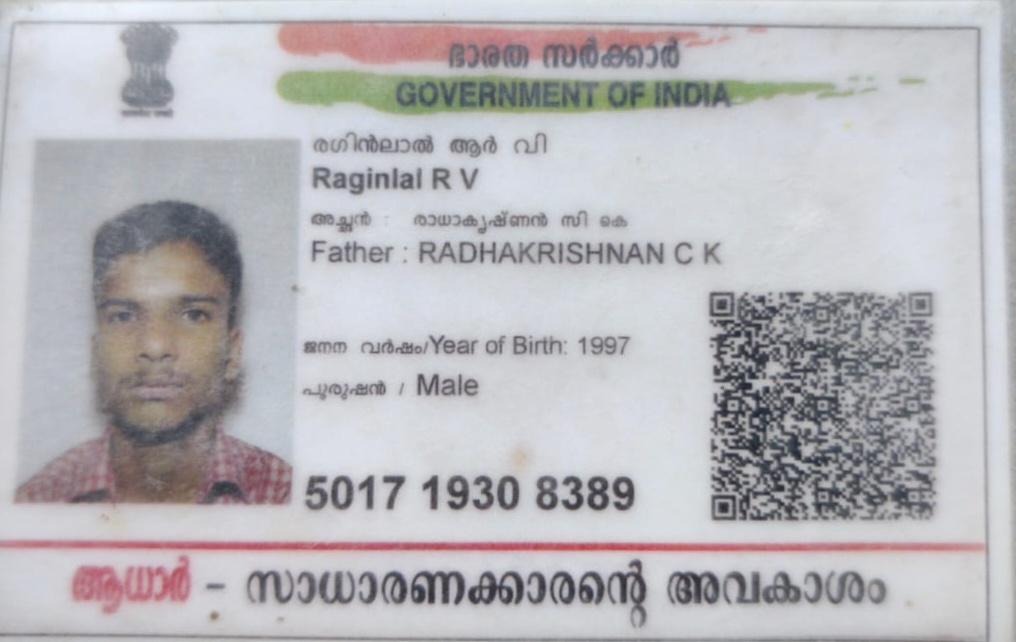 ഭാരത സർക്കാർ
GOVERNMENT OF INDIA
രഗിൻലാൽ ആർ വി
Raginlal R V
അച്ഛൻ : രാധാകൃഷ്ണൻ സി കെ
Father : RADHAKRISHNAN C K
ജനന വർഷം/Year of Birth: 1997
പുരുഷൻ / Male
5017 1930 8389
ആധാർ - സാധാരണക്കാരന്റെ അവകാശം